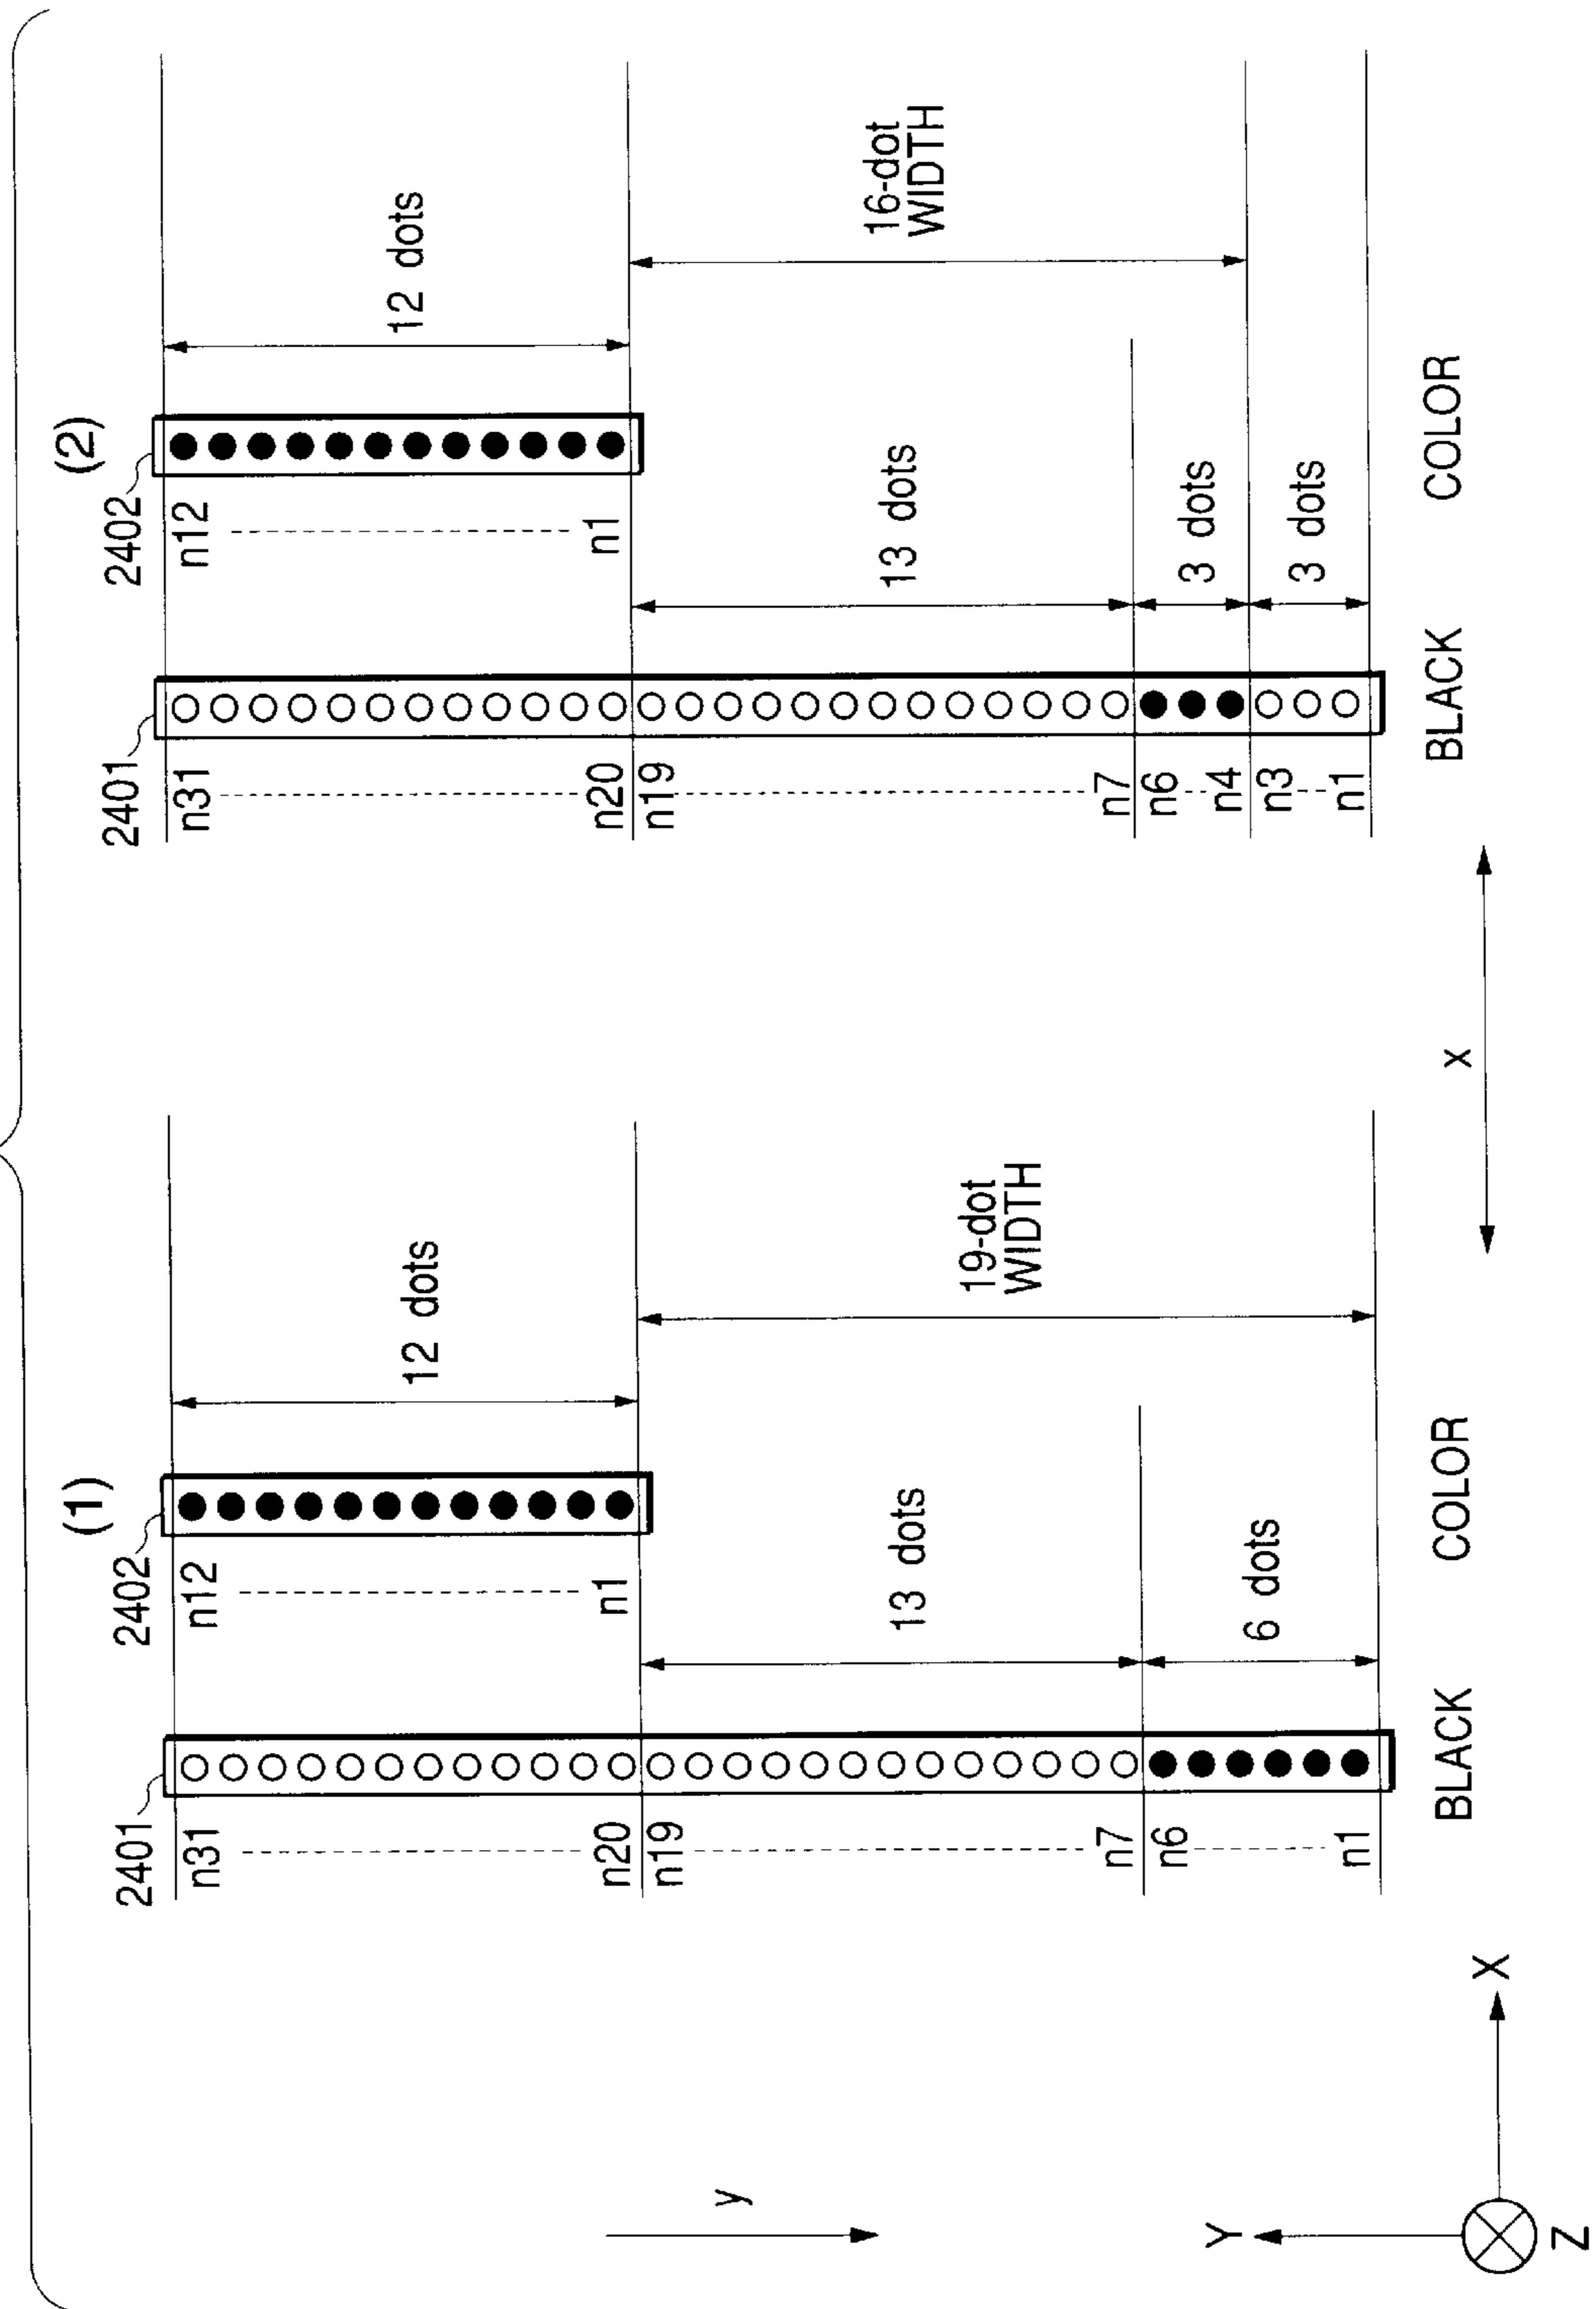 (1)
2401
2402
n31
n20
n19
n7
n6
n1
n12
n1
12 dots
13 dots
6 dots
19-dot
WIDTH
BLACK
COLOR
(2)
2401
2402
n31
n20
n19
n7
n6
n4
n3
n1
n12
n1
12 dots
13 dots
3 dots
3 dots
16-dot
WIDTH
BLACK
COLOR
y
x
Y
X
Z